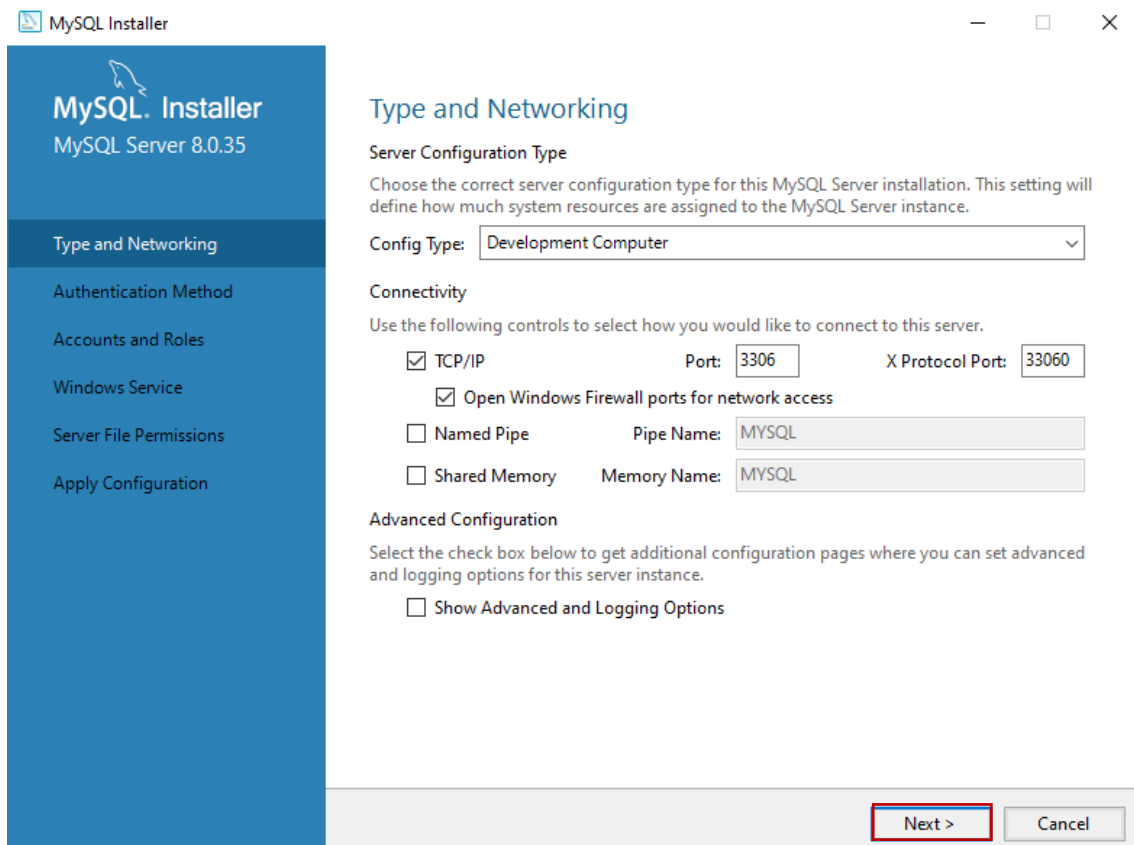 MySQL Installer
MySQL. Installer
MySQL Server 8.0.35
Type and Networking
Authentication Method
Accounts and Roles
Windows Service
Server File Permissions
Apply Configuration
Type and Networking
Server Configuration Type
Choose the correct server configuration type for this MySQL Server installation. This setting will
define how much system resources are assigned to the MySQL Server instance.
Config Type: Development Computer
Connectivity
Use the following controls to select how you would like to connect to this server.
TCP/IP Port: 3306 X Protocol Port: 33060
Open Windows Firewall ports for network access
Named Pipe Pipe Name: MYSQL
Shared Memory Memory Name: MYSQL
Advanced Configuration
Select the check box below to get additional configuration pages where you can set advanced
and logging options for this server instance.
Show Advanced and Logging Options
Next > Cancel